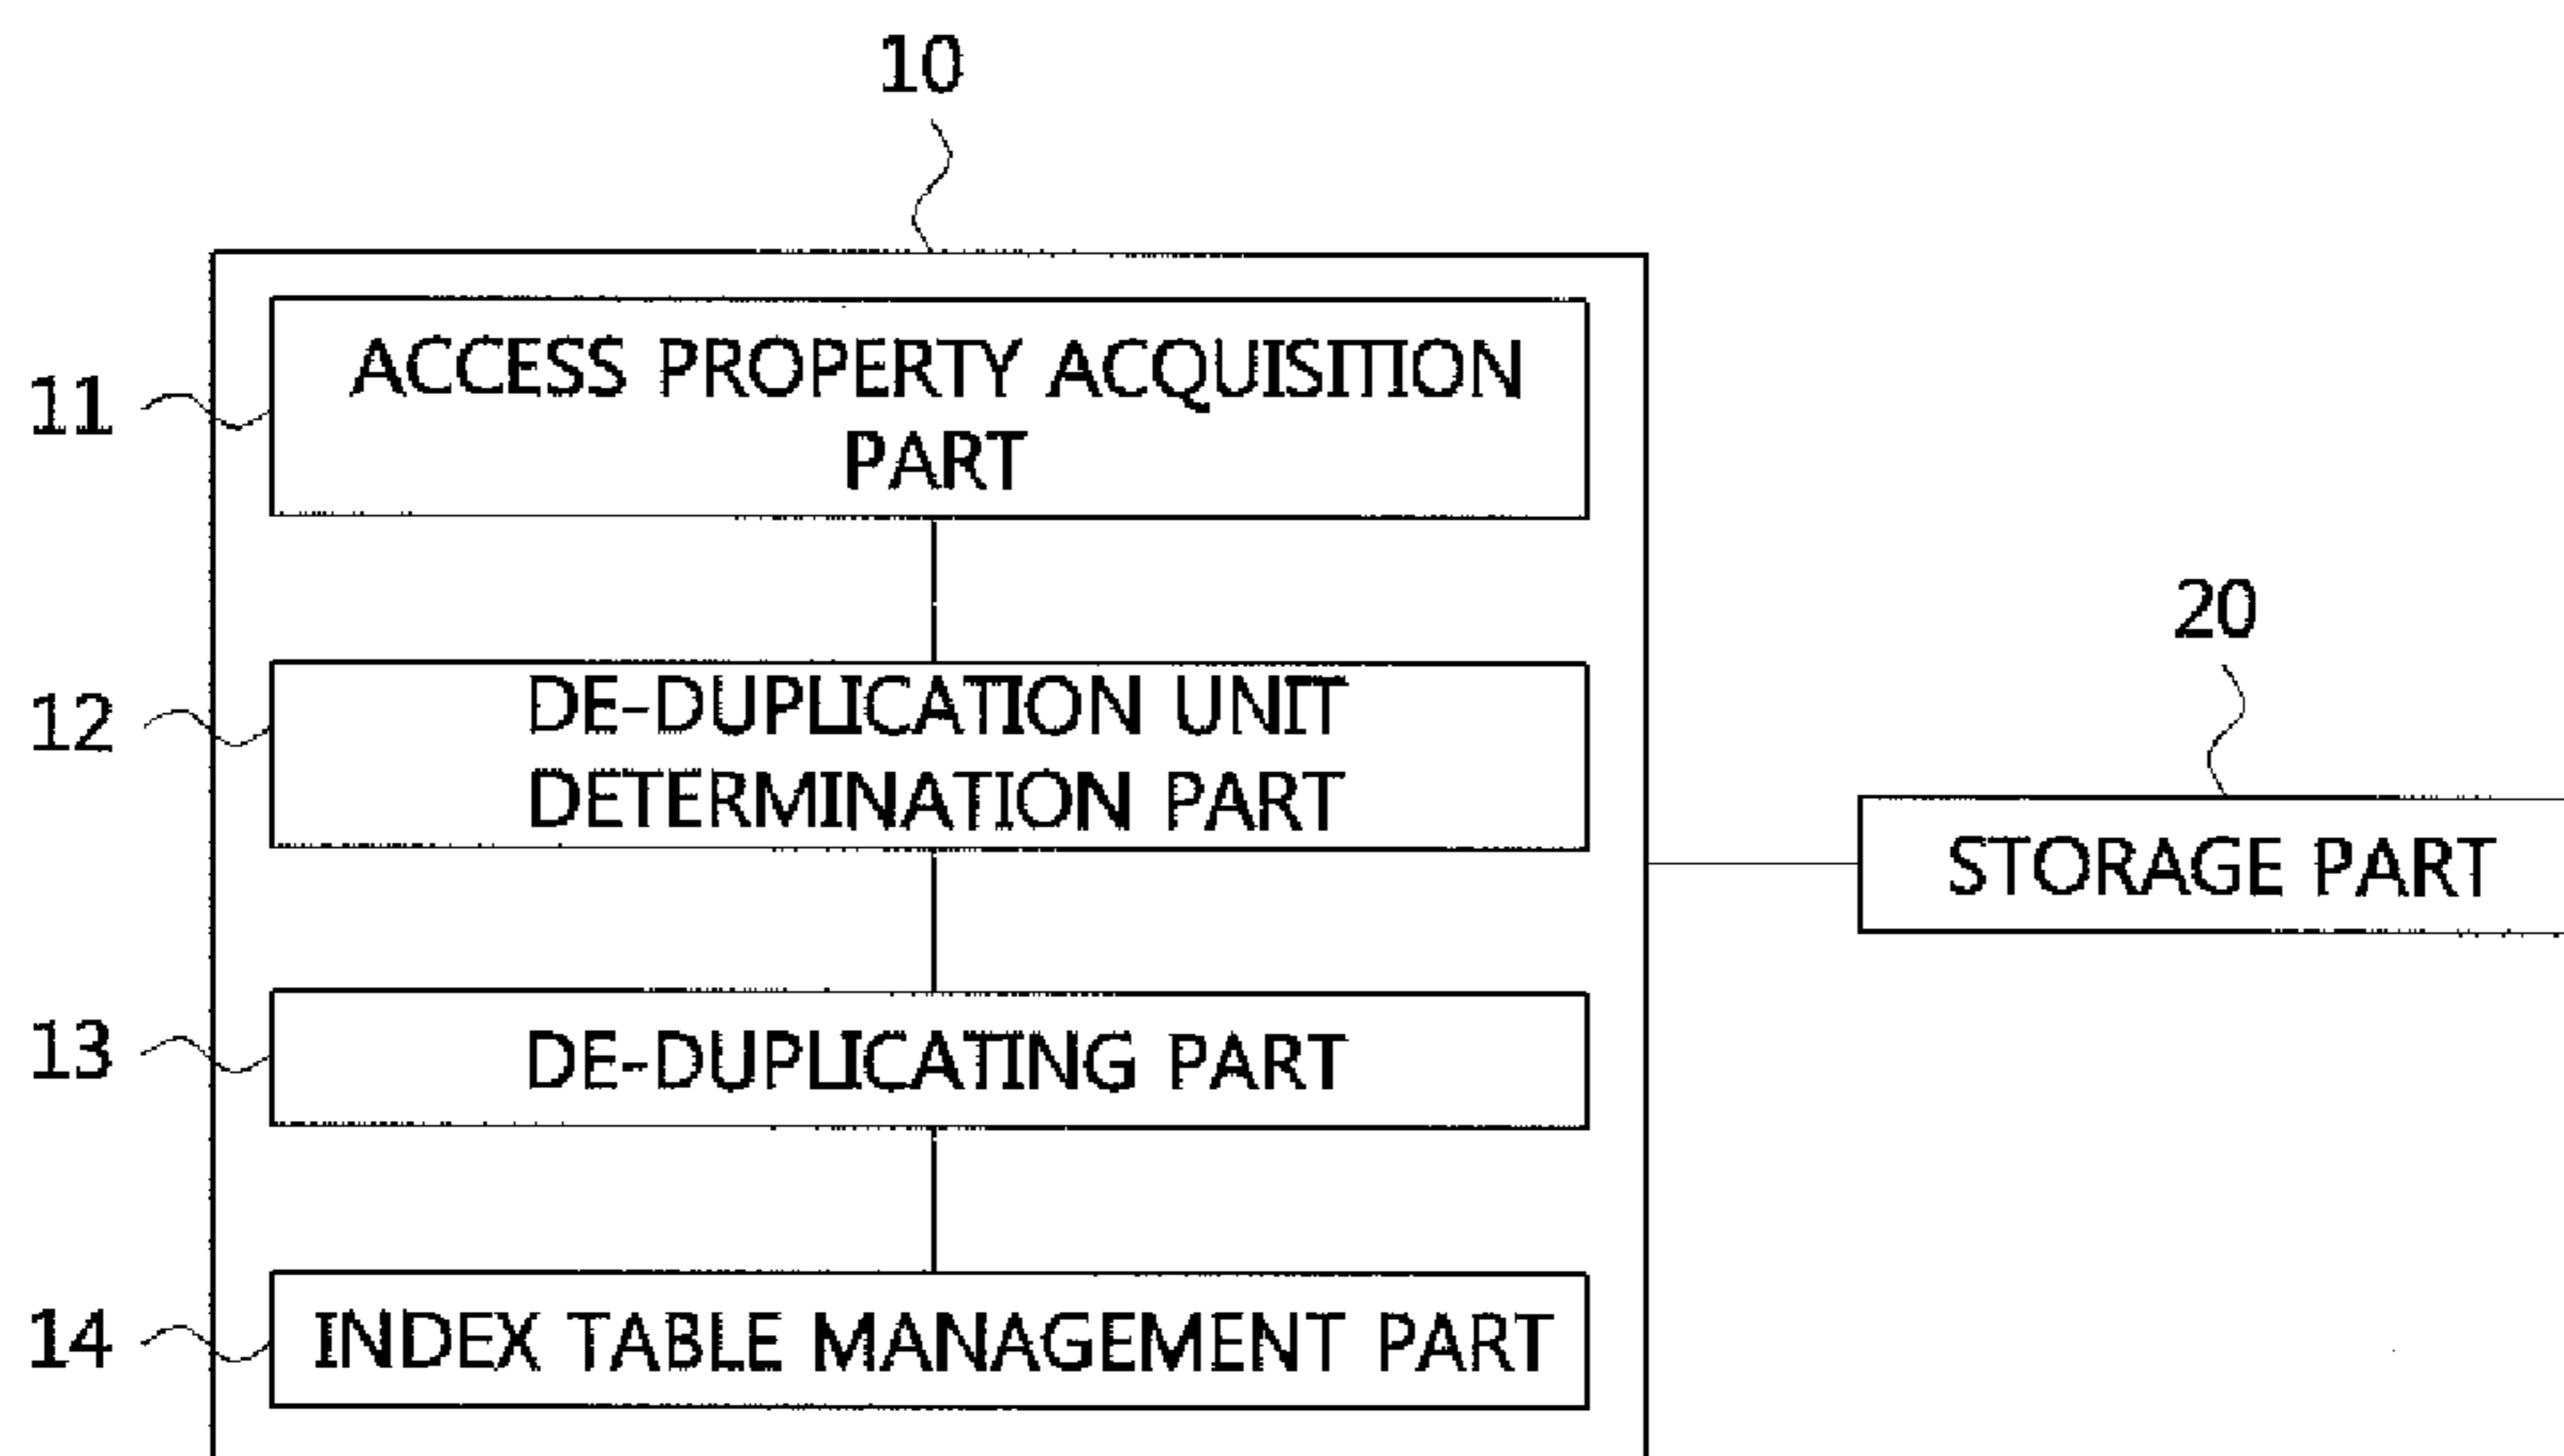 10
11
ACCESS PROPERTY ACQUISITION
PART
20
12
DE-DUPLICATION UNIT
DETERMINATION PART
STORAGE PART
13
DE-DUPLICATING PART
14
INDEX TABLE MANAGEMENT PART